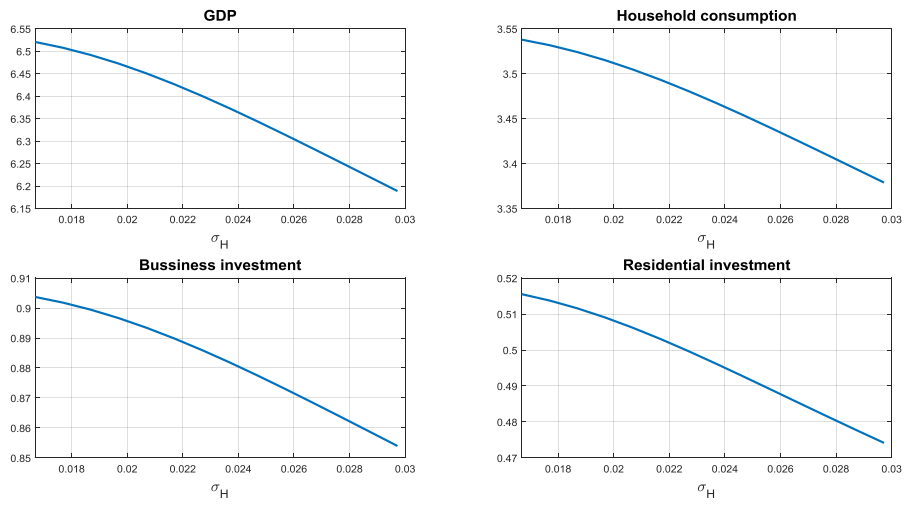 GDP
6.55
6.5
6.45
6.4
6.35
6.3
6.25
6.2
6.15
0.018 0.02 0.022 0.024 0.026 0.028 0.03
σH
Household consumption
3.55
3.5
3.45
3.4
3.35
0.018 0.02 0.022 0.024 0.026 0.028 0.03
σH
Bussiness investment
0.91
0.9
0.89
0.88
0.87
0.86
0.85
0.018 0.02 0.022 0.024 0.026 0.028 0.03
σH
Residential investment
0.52
0.51
0.5
0.49
0.48
0.47
0.018 0.02 0.022 0.024 0.026 0.028 0.03
σH